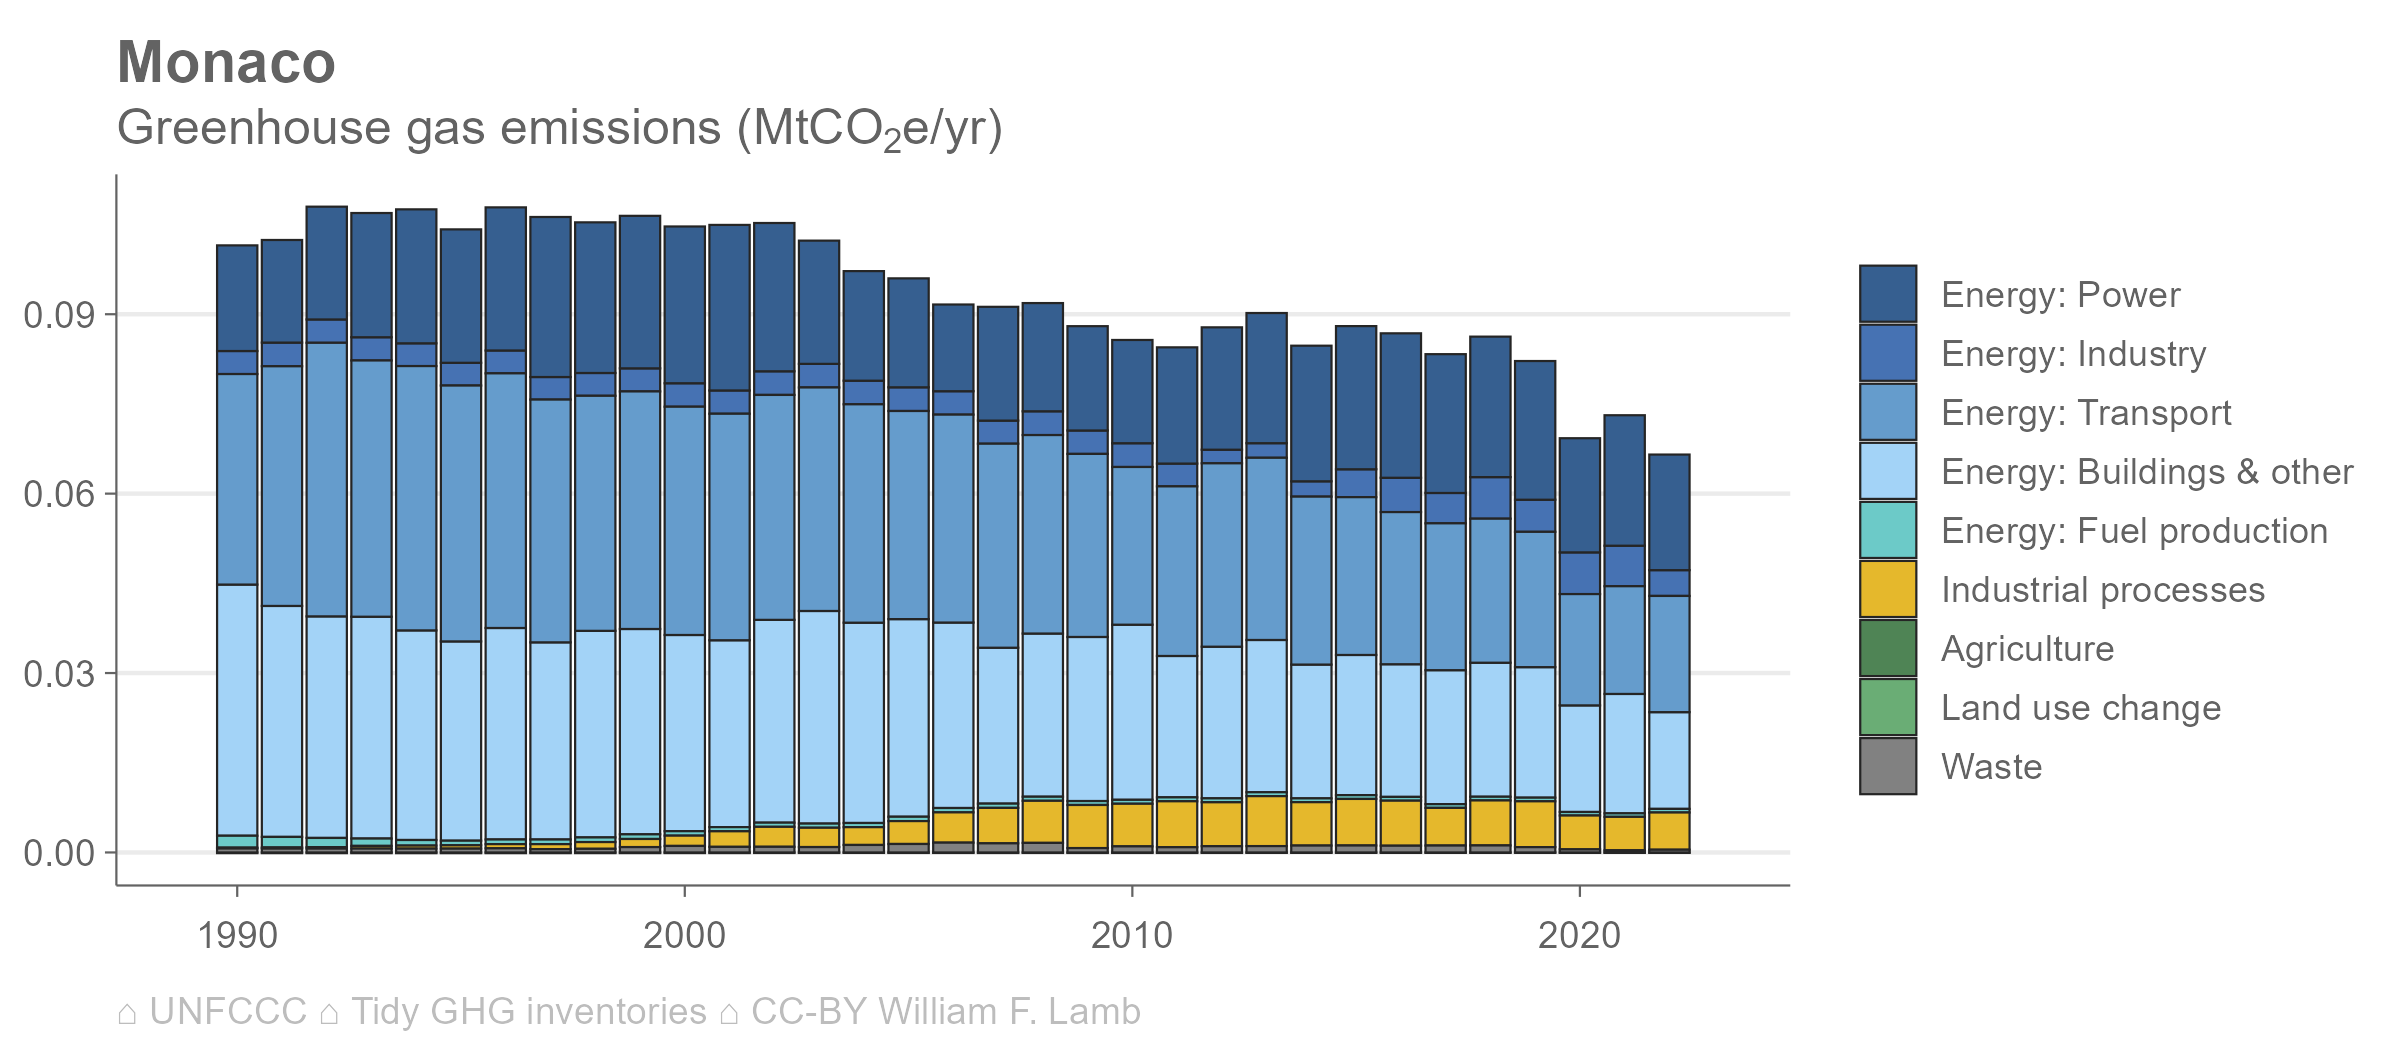 Monaco
Greenhouse gas emissions (MtCO₂e/yr)
0.09
0.06
0.03
0.00
1990 2000 2010 2020
Energy: Power
Energy: Industry
Energy: Transport
Energy: Buildings & other
Energy: Fuel production
Industrial processes
Agriculture
Land use change
Waste
⌂ UNFCCC ⌂ Tidy GHG inventories ⌂ CC-BY William F. Lamb